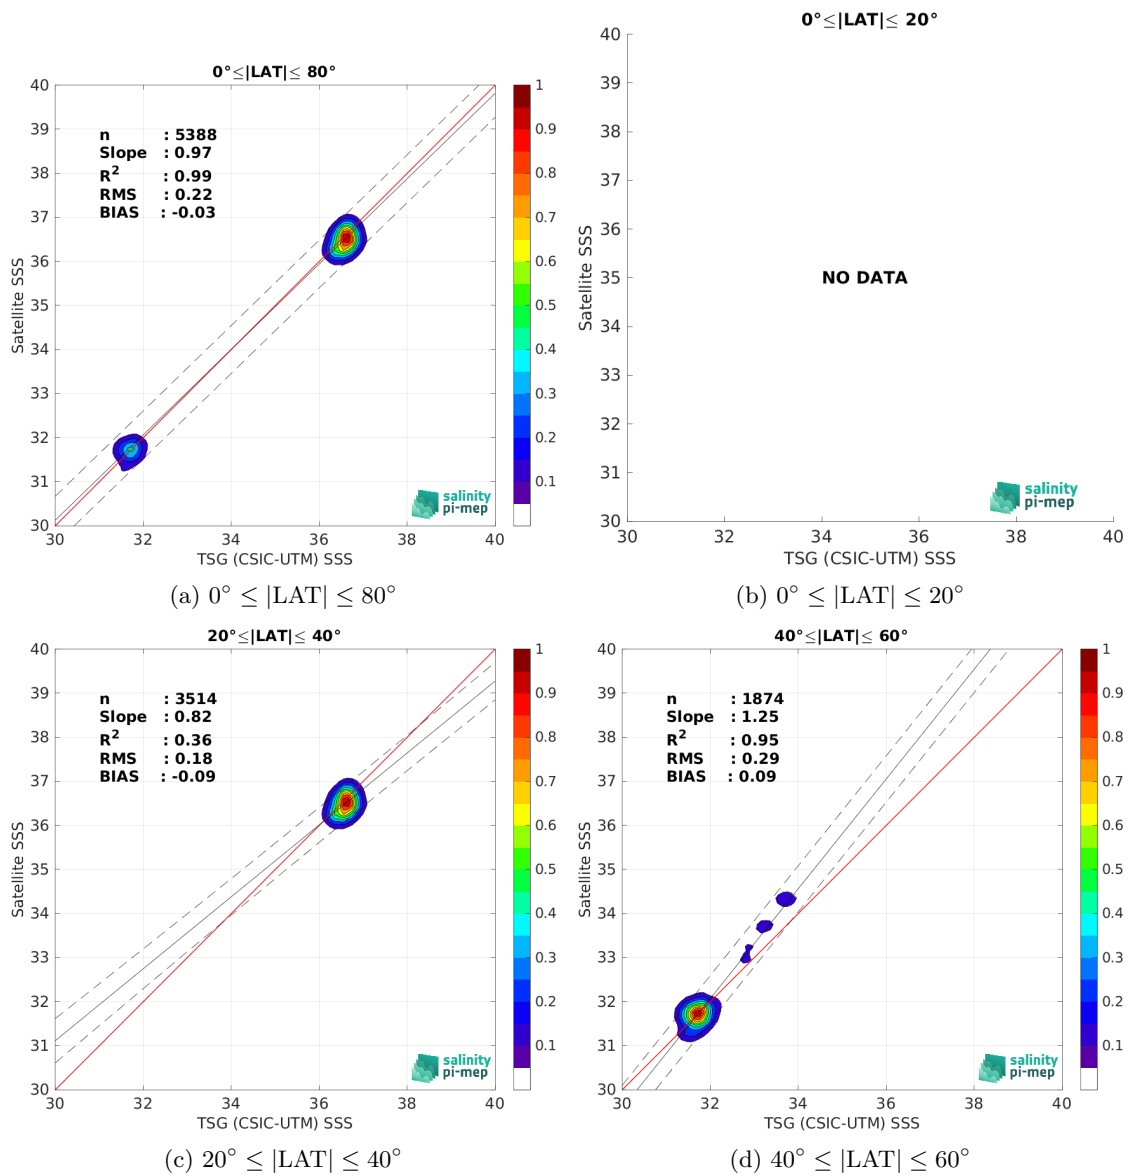 0°≤|LAT|≤ 80°
n : 5388
Slope : 0.97
R² : 0.99
RMS : 0.22
BIAS : -0.03
40
39
38
37
36
35
34
33
32
31
30
Satellite SSS
30 32 34 36 38 40
TSG (CSIC-UTM) SSS
1
0.9
0.8
0.7
0.6
0.5
0.4
0.3
0.2
0.1
salinity
pi-mep
(a) 0° ≤ |LAT| ≤ 80°
0°≤|LAT|≤ 20°
NO DATA
40
39
38
37
36
35
34
33
32
31
30
Satellite SSS
30 32 34 36 38 40
TSG (CSIC-UTM) SSS
salinity
pi-mep
(b) 0° ≤ |LAT| ≤ 20°
20°≤|LAT|≤ 40°
n : 3514
Slope : 0.82
R² : 0.36
RMS : 0.18
BIAS : -0.09
40
39
38
37
36
35
34
33
32
31
30
Satellite SSS
30 32 34 36 38 40
TSG (CSIC-UTM) SSS
1
0.9
0.8
0.7
0.6
0.5
0.4
0.3
0.2
0.1
salinity
pi-mep
(c) 20° ≤ |LAT| ≤ 40°
40°≤|LAT|≤ 60°
n : 1874
Slope : 1.25
R² : 0.95
RMS : 0.29
BIAS : 0.09
40
39
38
37
36
35
34
33
32
31
30
Satellite SSS
30 32 34 36 38 40
TSG (CSIC-UTM) SSS
1
0.9
0.8
0.7
0.6
0.5
0.4
0.3
0.2
0.1
salinity
pi-mep
(d) 40° ≤ |LAT| ≤ 60°